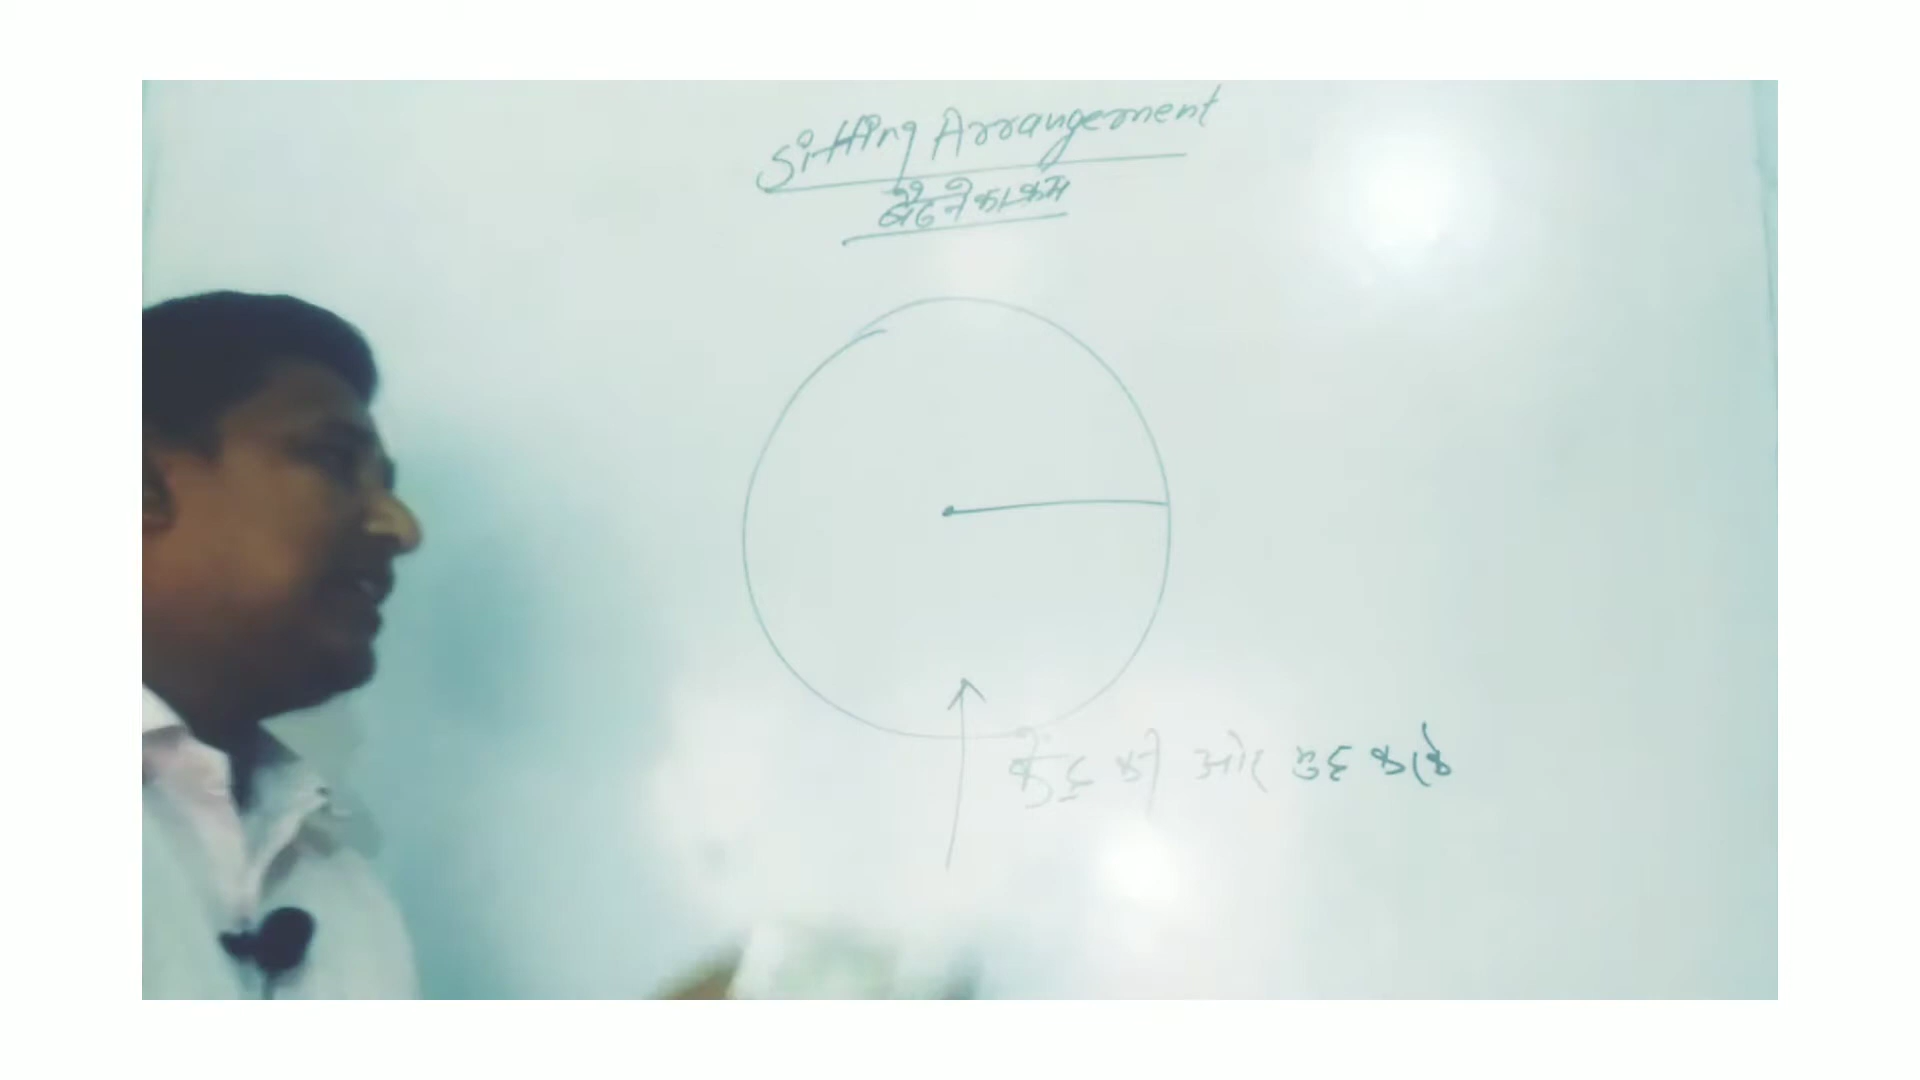 Sitting Arrangement
बैठने का क्रम
केंद्र की ओर मुह करके